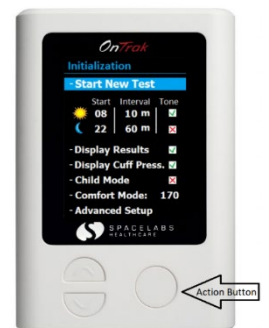 OnTrak
Initialization
- Start New Test
Start Interval Tone
08 10 m
22 60 m
- Display Results
- Display Cuff Press.
- Child Mode
- Comfort Mode: 170
- Advanced Setup
SPACELABS
HEALTHCARE
Action Button